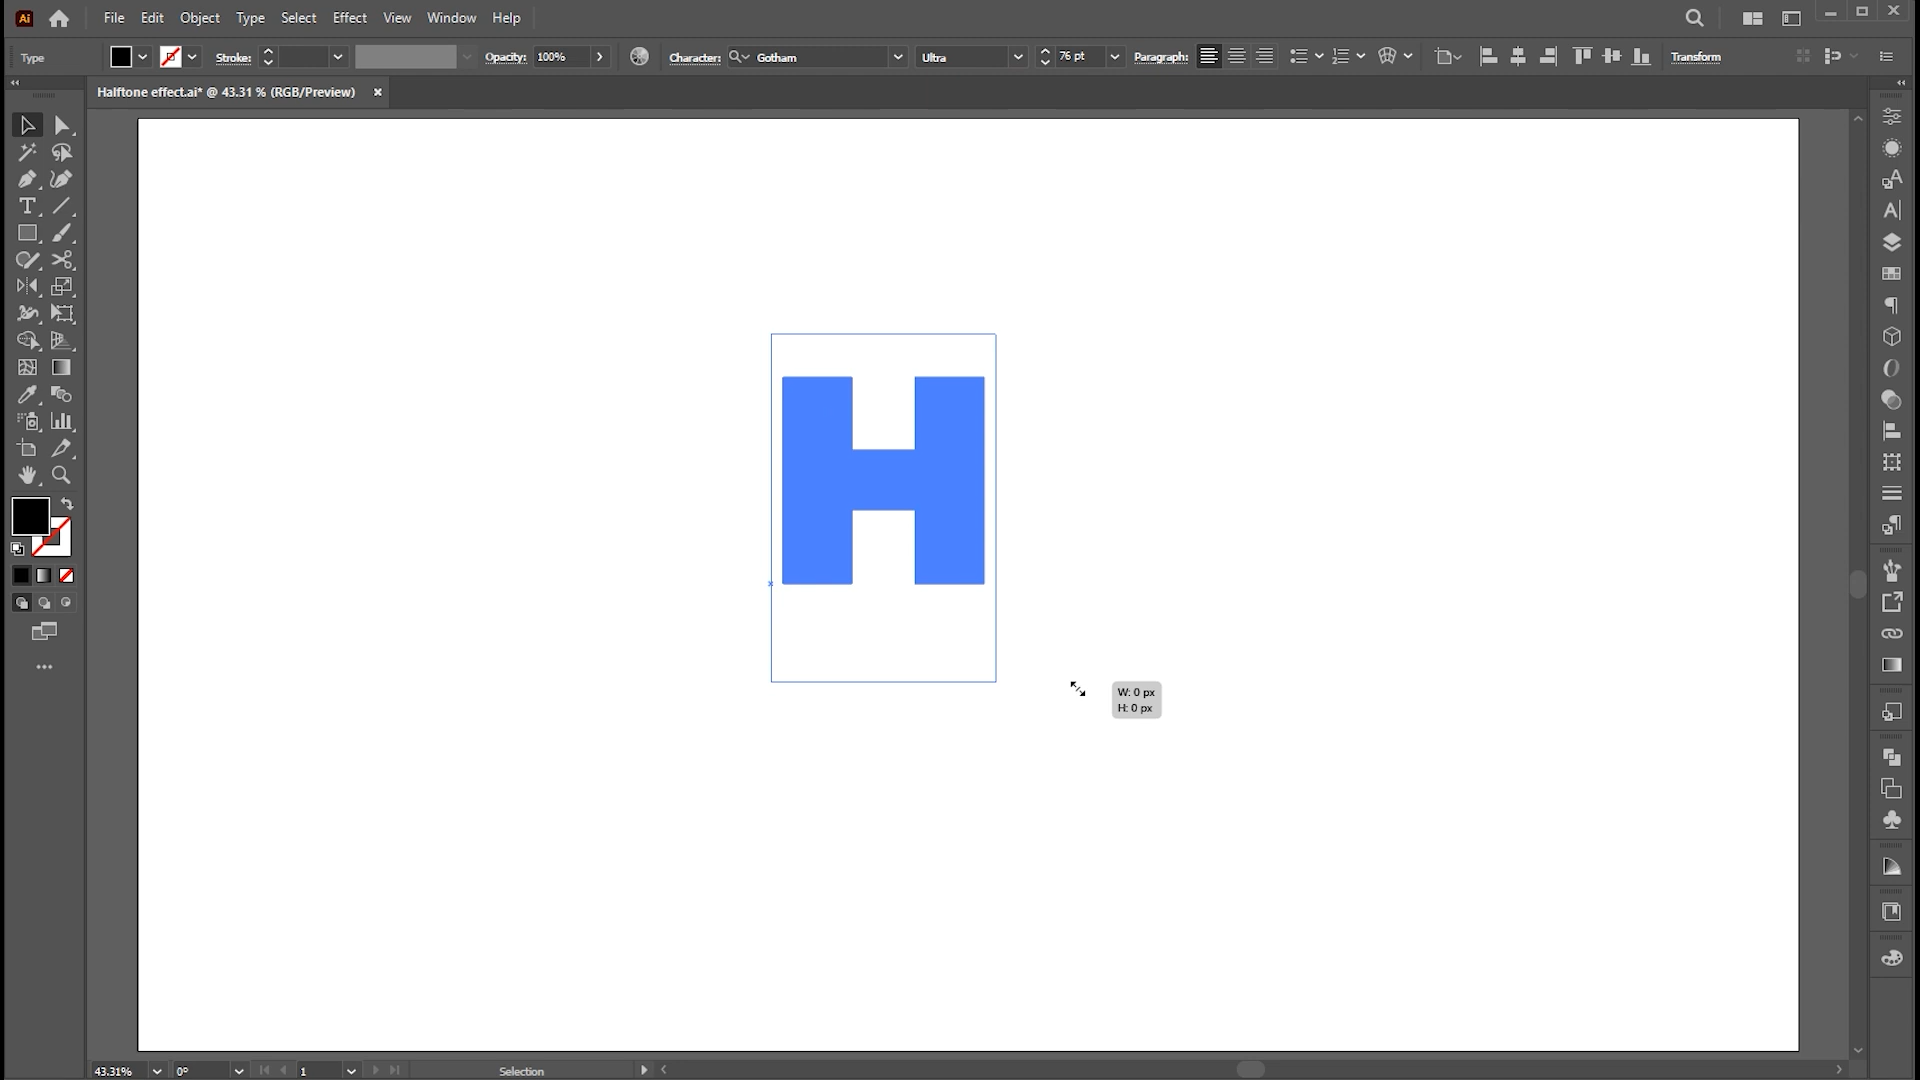 Ai File Edit Object Type Select Effect View Window Help
Type Stroke: Opacity: 100% Character: Gotham Ultra 76 pt Paragraph: Transform
Halftone effect.ai* @ 43.31 % (RGB/Preview)
H
W: 0 px
H: 0 px
43.31% 0° 1 Selection